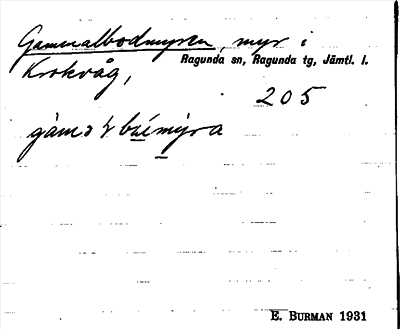 Gammalbodmyren, myr i
Krokvåg,
Ragunda sn, Ragunda tg, Jämtl. l.
205
E. BURMAN 1931